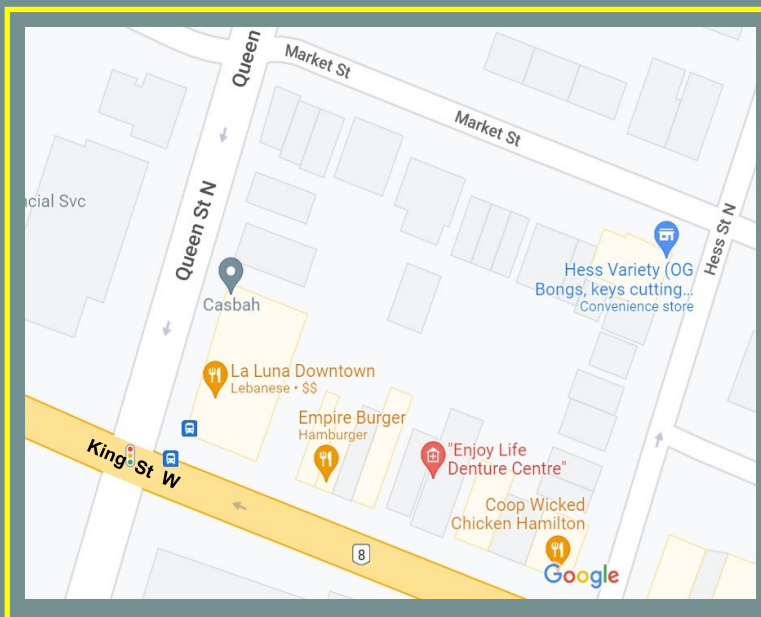 Queen
Market St
Market St
ncial Svc
Queen St N
Hess St N
Hess Variety (OG
Bongs, keys cutting...
Convenience store
Casbah
La Luna Downtown
Lebanese • $$
Empire Burger
Hamburger
"Enjoy Life
Denture Centre"
King St W
Coop Wicked
Chicken Hamilton
8
Google